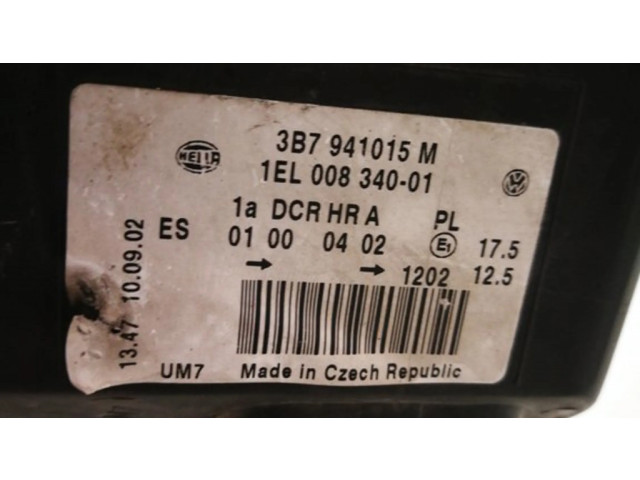 3B7 941015 M
HELLA
1EL 008 340-01
1a DCR HR A PL
ES 01 00 04 02 E1 17.5
→ → 1202 12.5
13.47 10.09.02
UM7 Made in Czech Republic